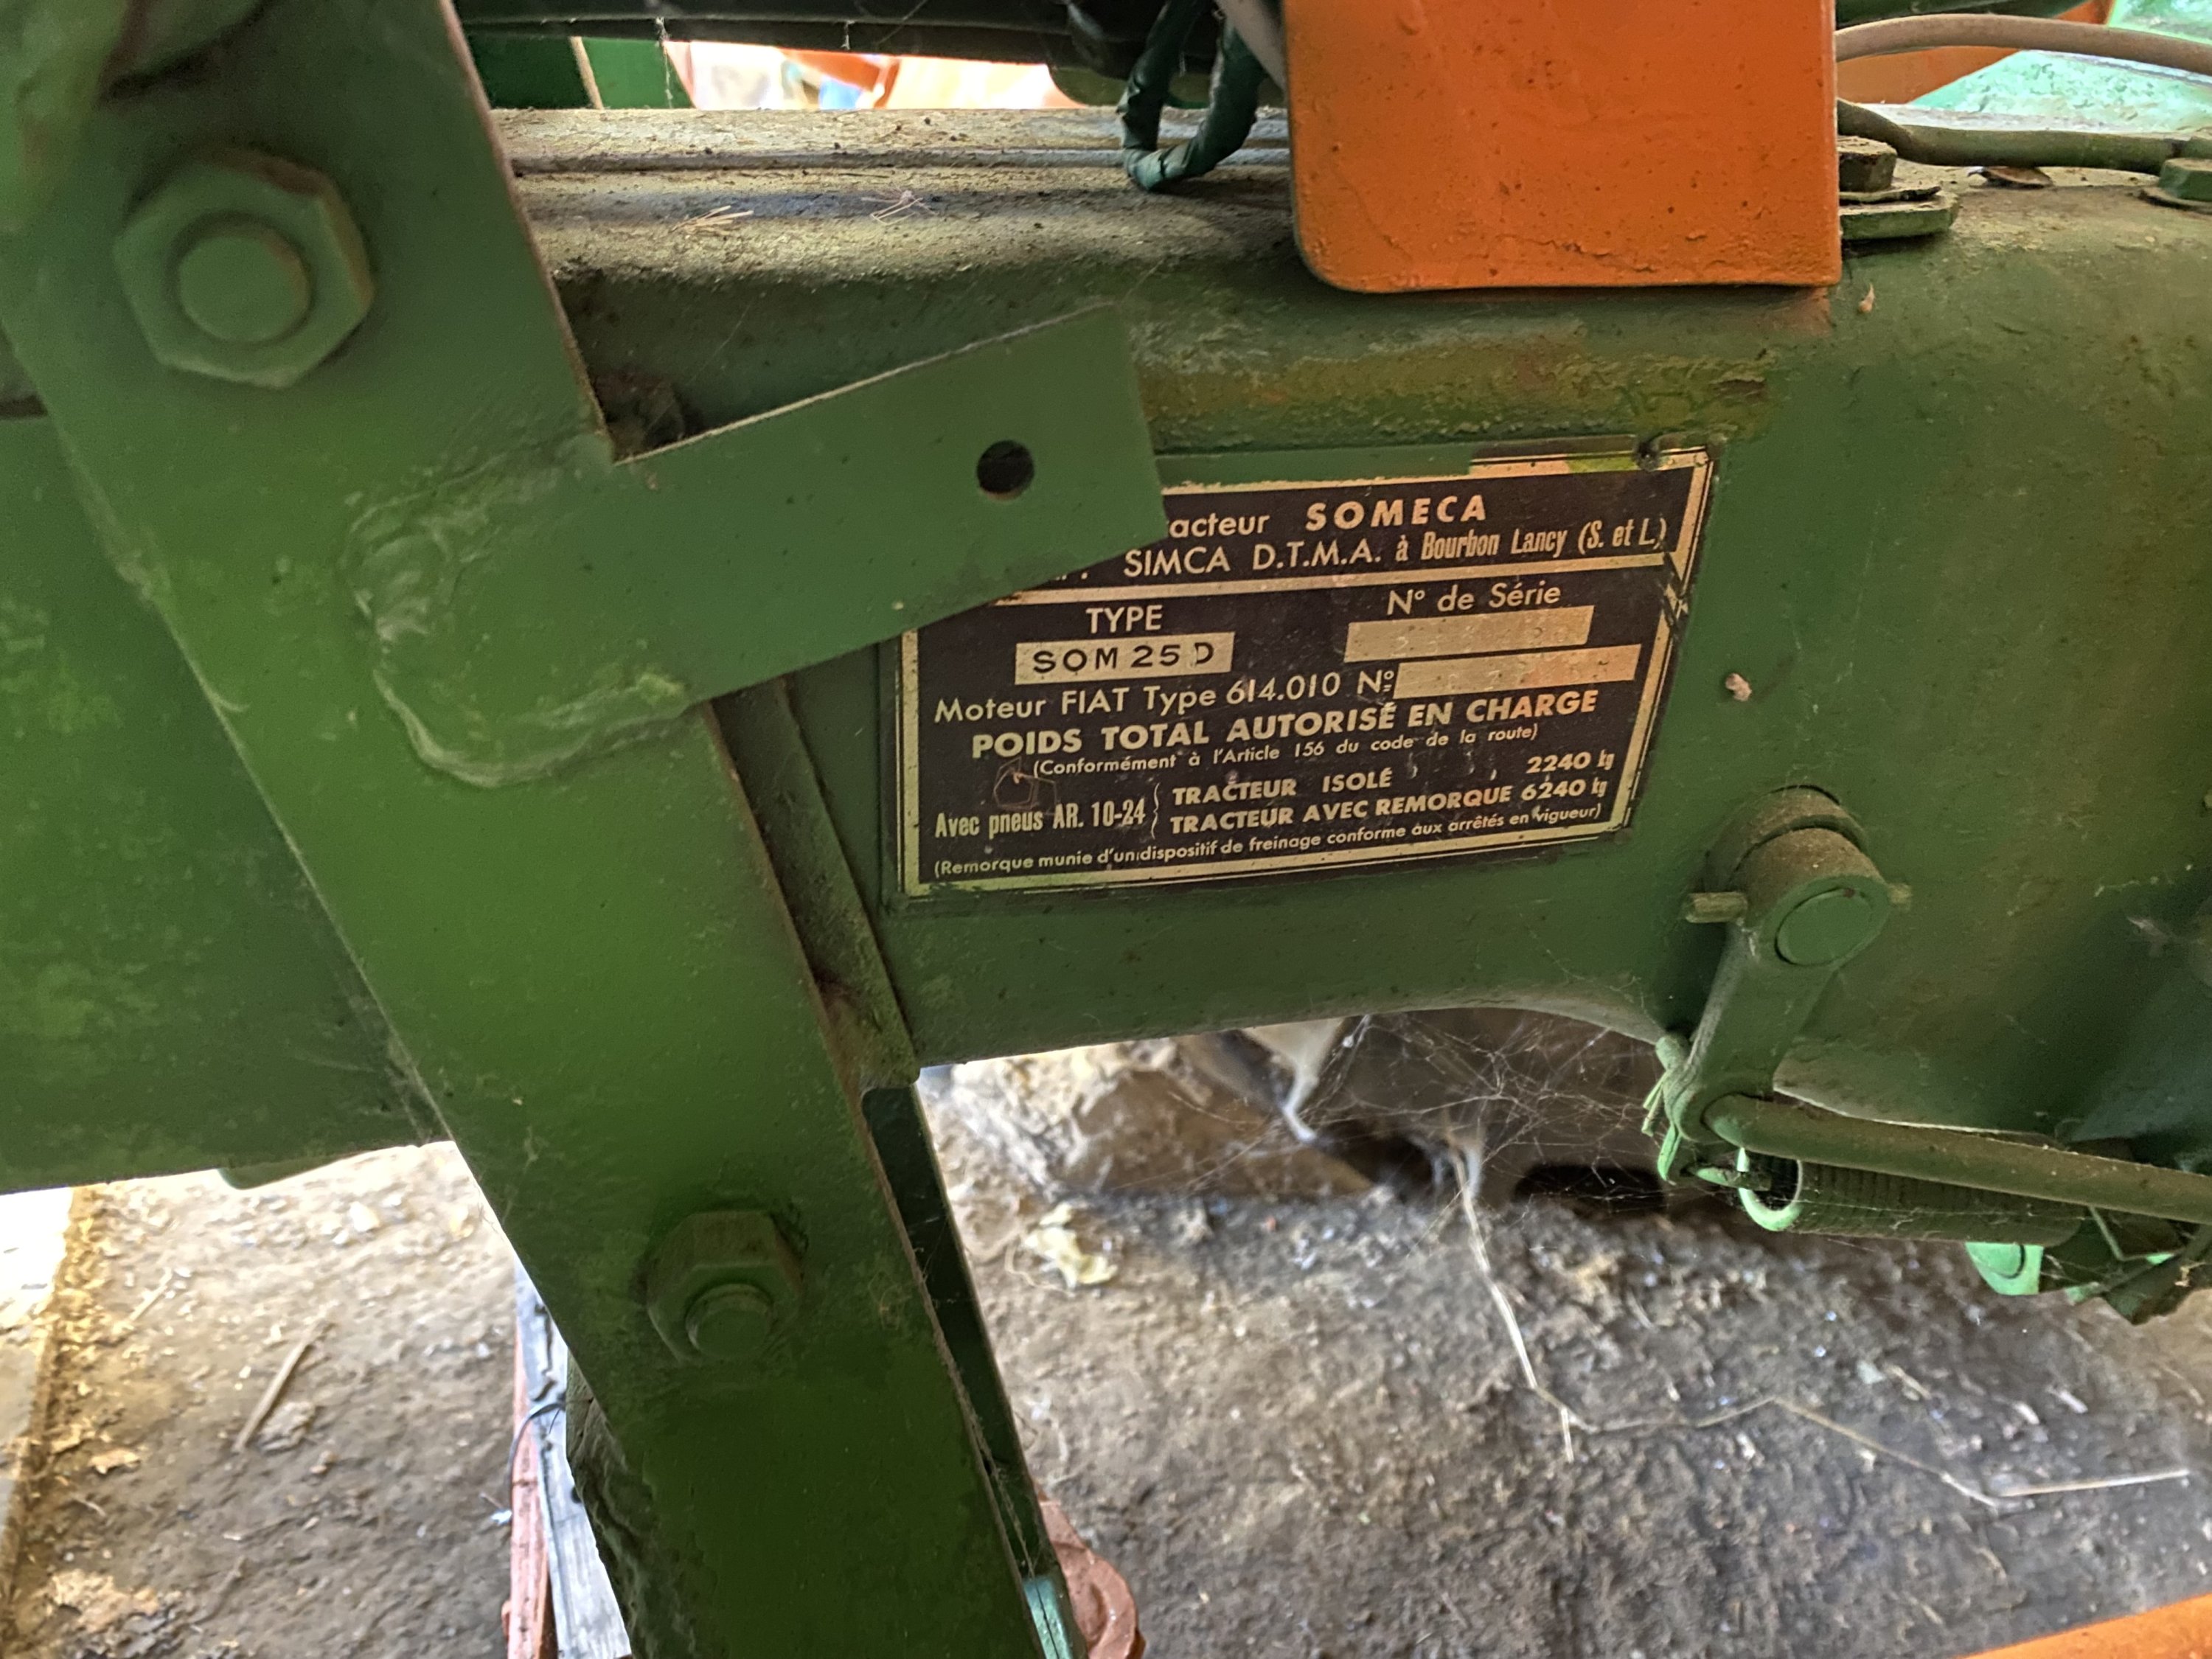 acteur SOMECA
SIMCA D.T.M.A. à Bourbon Lancy (S. et L.)
TYPE N° de Série
SOM 25 D
Moteur FIAT Type 614.010 N°
POIDS TOTAL AUTORISÉ EN CHARGE
(Conformément à l'Article 156 du code de la route)
Avec pneus AR. 10-24 { TRACTEUR ISOLÉ 2240 kg
TRACTEUR AVEC REMORQUE 6240 kg
(Remorque munie d'un dispositif de freinage conforme aux arrêtés en vigueur)